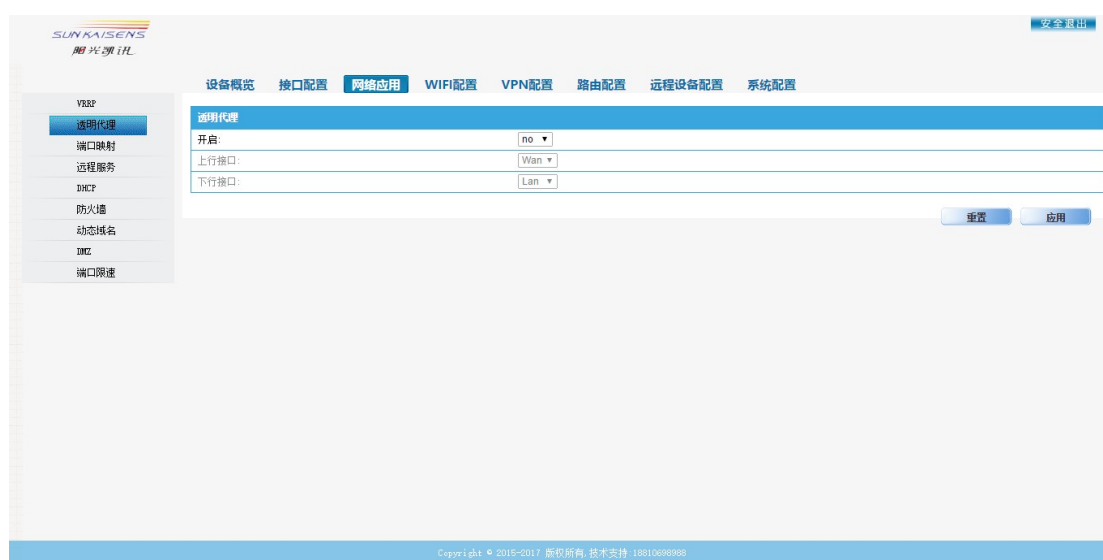 SUNKAISENS
阳光凯讯
安全退出
设备概览 接口配置 网络应用 WIFI配置 VPN配置 路由配置 远程设备配置 系统配置
VRRP
透明代理
端口映射
远程服务
DHCP
防火墙
动态域名
DMZ
端口限速
透明代理
开启: no
上行接口: Wan
下行接口: Lan
重置 应用
Copyright © 2015-2017 版权所有,技术支持 18810698988